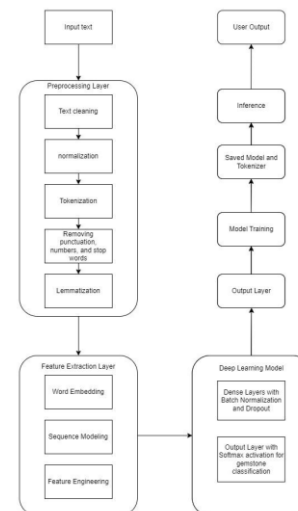 Input text
Preprocessing Layer
Text cleaning
normalization
Tokenization
Removing
punctuation,
numbers, and stop
words
Lemmatization
Feature Extraction Layer
Word Embedding
Sequence Modeling
Feature Engineering
Deep Learning Model
Dense Layers with
Batch Normalization
and Dropout
Output Layer with
Softmax activation for
gemstone
classification
Output Layer
Model Training
Saved Model and
Tokenizer
Inference
User Output